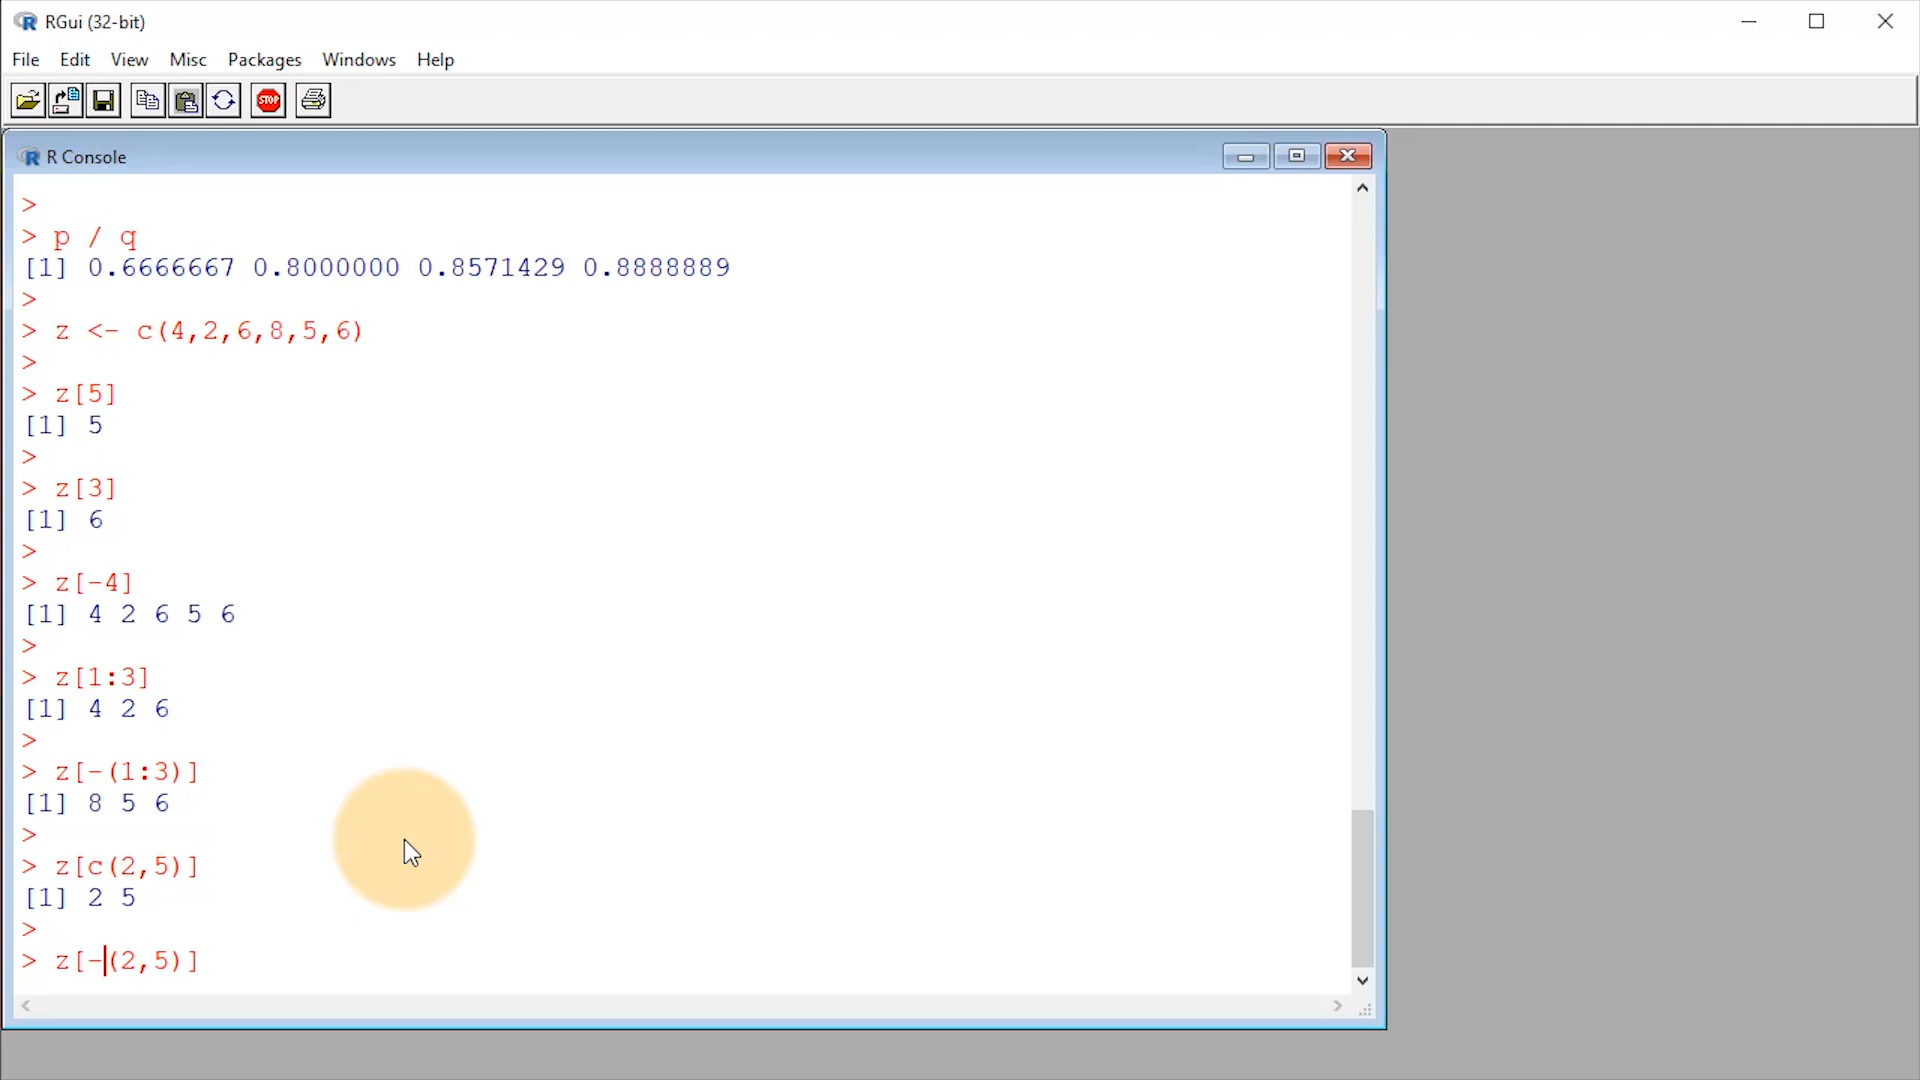 RGui (32-bit)
File Edit View Misc Packages Windows Help
STOP
R Console
>
> p / q
[1] 0.6666667 0.8000000 0.8571429 0.8888889
>
> z <- c(4,2,6,8,5,6)
>
> z[5]
[1] 5
>
> z[3]
[1] 6
>
> z[-4]
[1] 4 2 6 5 6
>
> z[1:3]
[1] 4 2 6
>
> z[-(1:3)]
[1] 8 5 6
>
> z[c(2,5)]
[1] 2 5
>
> z[-(2,5)]